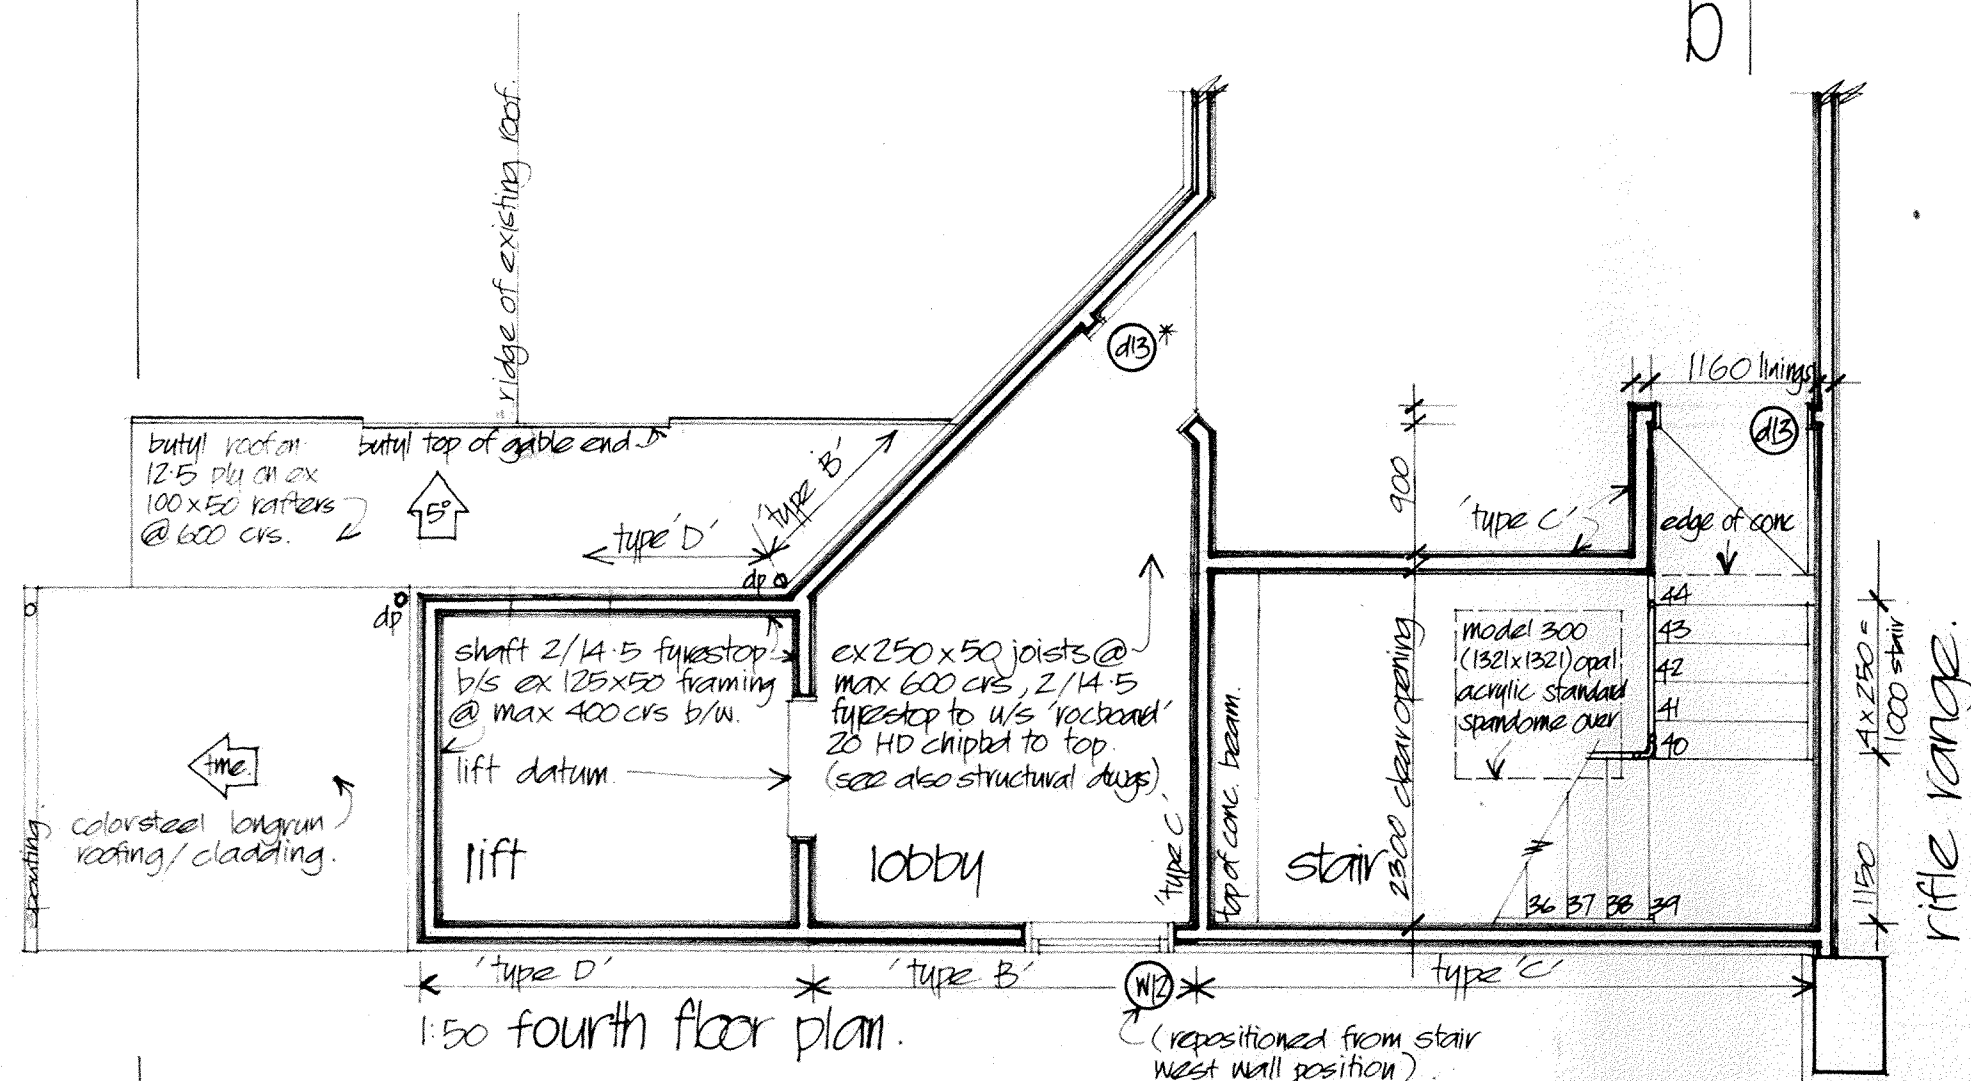 b
ridge of existing roof.
d13 *
1160 linings
d13
butyl roof on
12.5 ply on ex
100x50 rafters
@ 600 crs.
butyl top of gable end
5°
type 'D'
'type B'
900
'type C'
edge of conc
dp
dp
shaft 2/14.5 fyrestop
b/s ex 125x50 framing
@ max 400 crs b/w.
lift datum
lift
ex 250x50 joists @
max 600 crs, 2/14.5
fyrestop to u/s 'rocboard'
20 HD chipbd to top.
(see also structural dwgs)
lobby
'type C'
top of conc. beam.
stair
2300 clear opening
model 300
(1321x1321) opal
acrylic standard
spandome over
44
43
42
41
40
36 37 38 39
4x250=
1000 stair
1150
rifle range.
tme.
colorsteel longrun
roofing/cladding.
spouting
'type D'
'type B'
W12
type 'C'
1:50 fourth floor plan.
(repositioned from stair
west wall position)